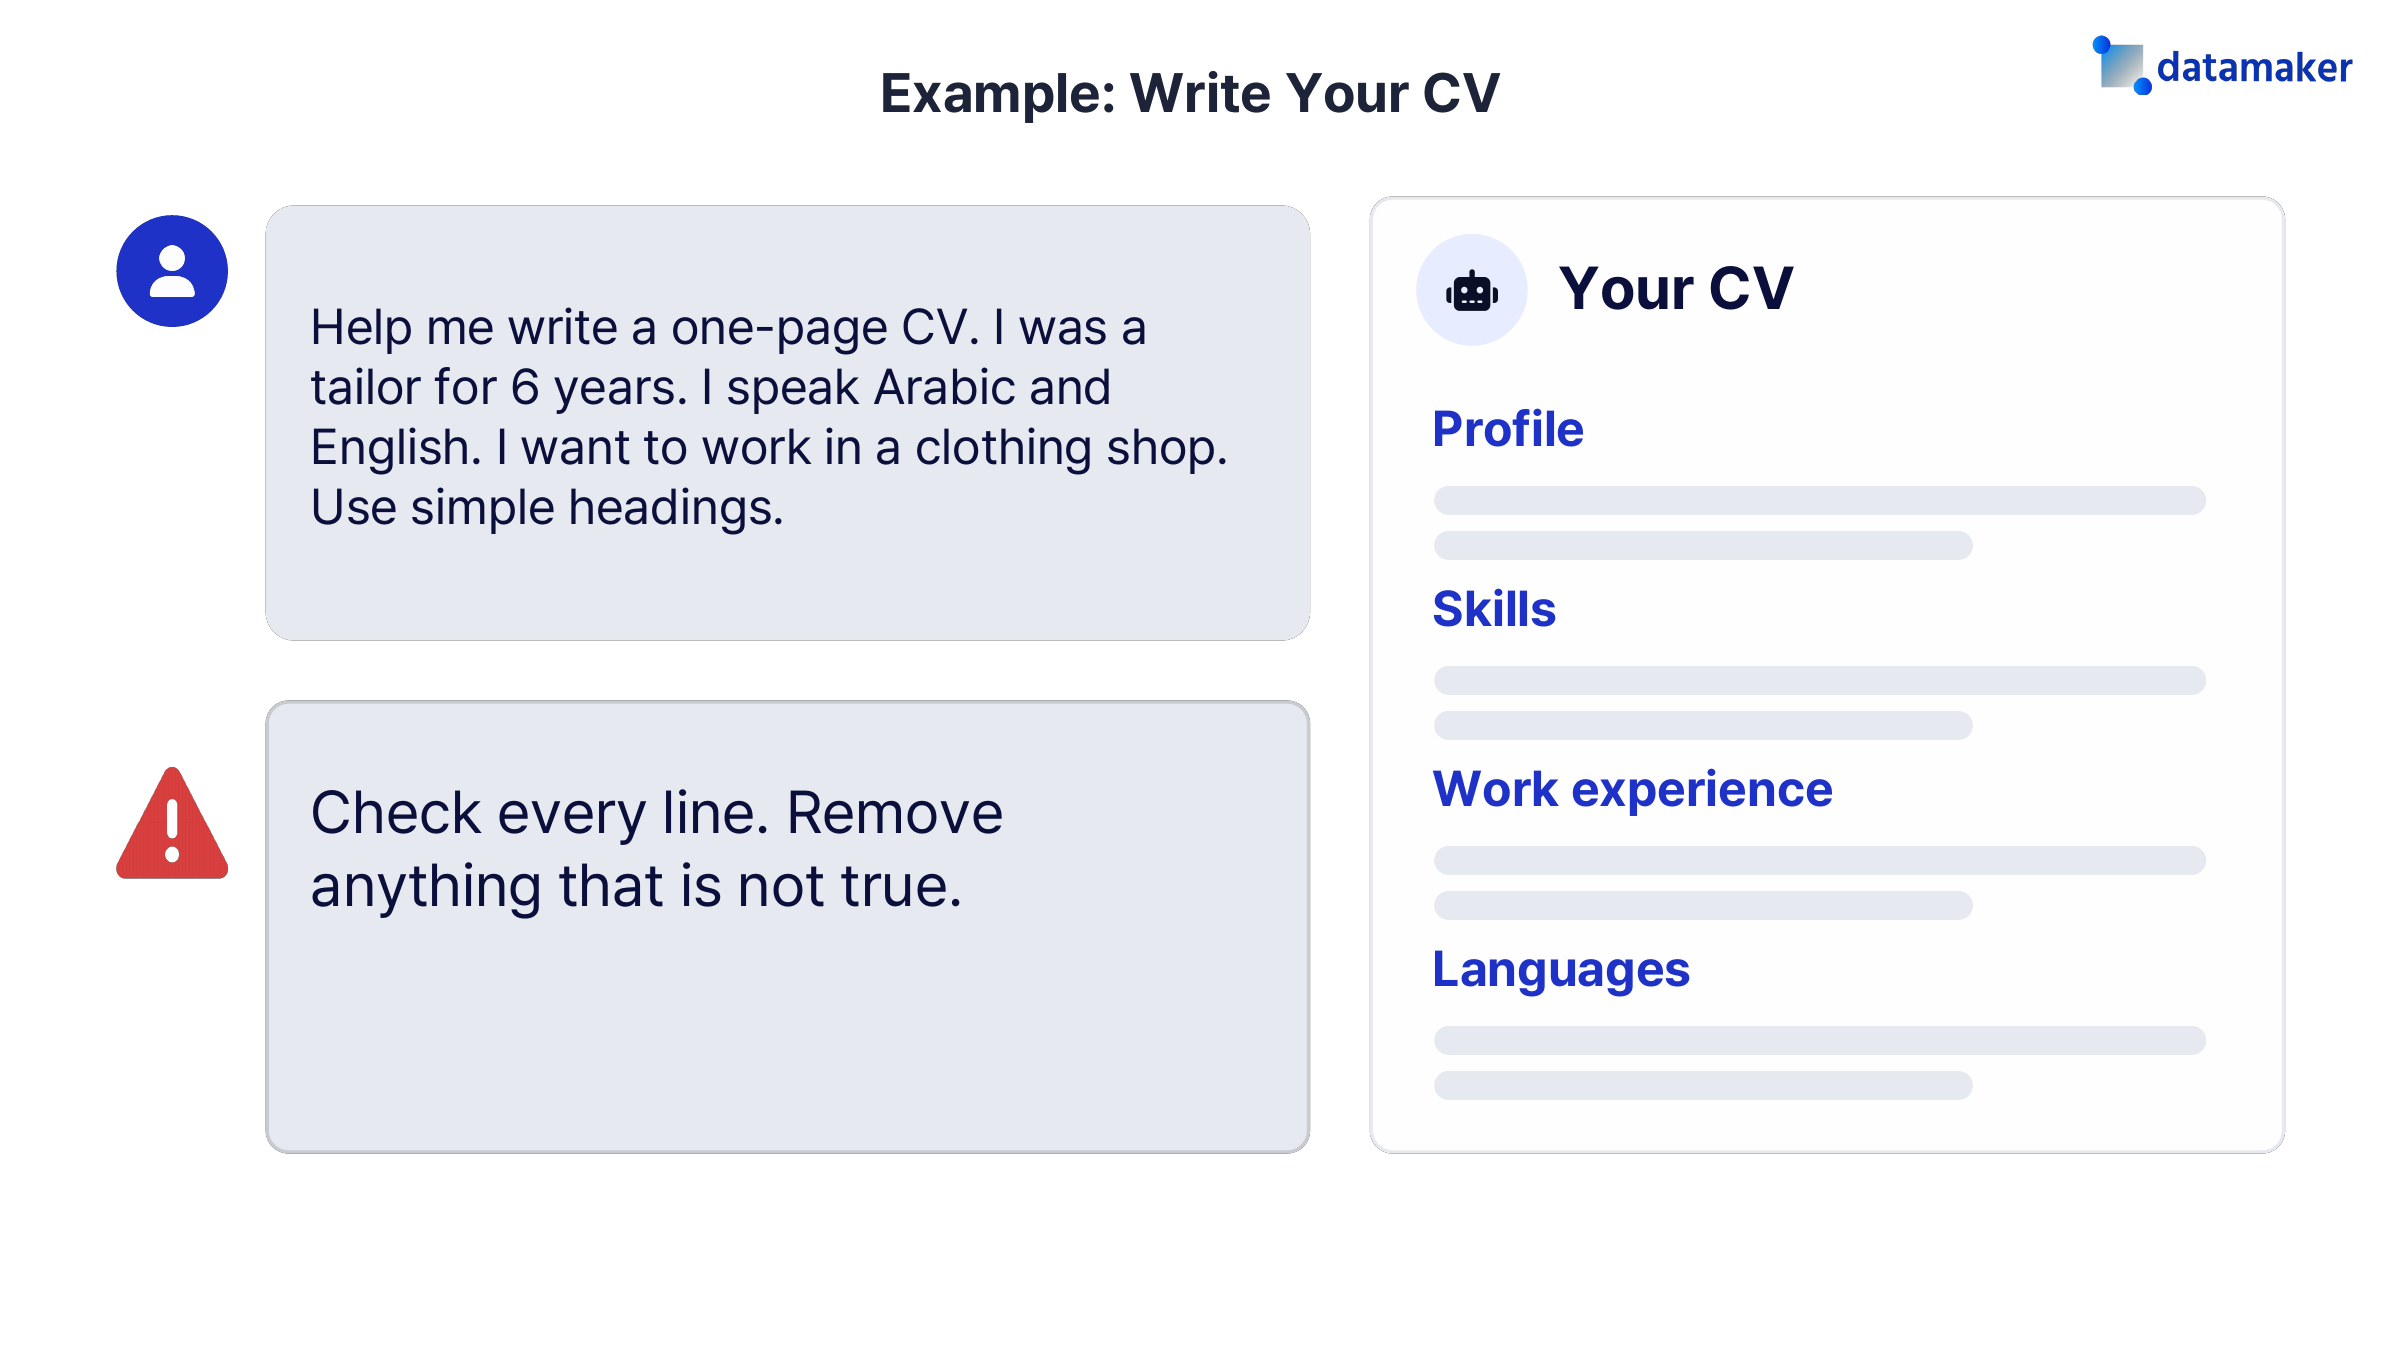 Example: Write Your CV
datamaker
Help me write a one-page CV. I was a
tailor for 6 years. I speak Arabic and
English. I want to work in a clothing shop.
Use simple headings.
Check every line. Remove
anything that is not true.
Your CV
Profile
Skills
Work experience
Languages